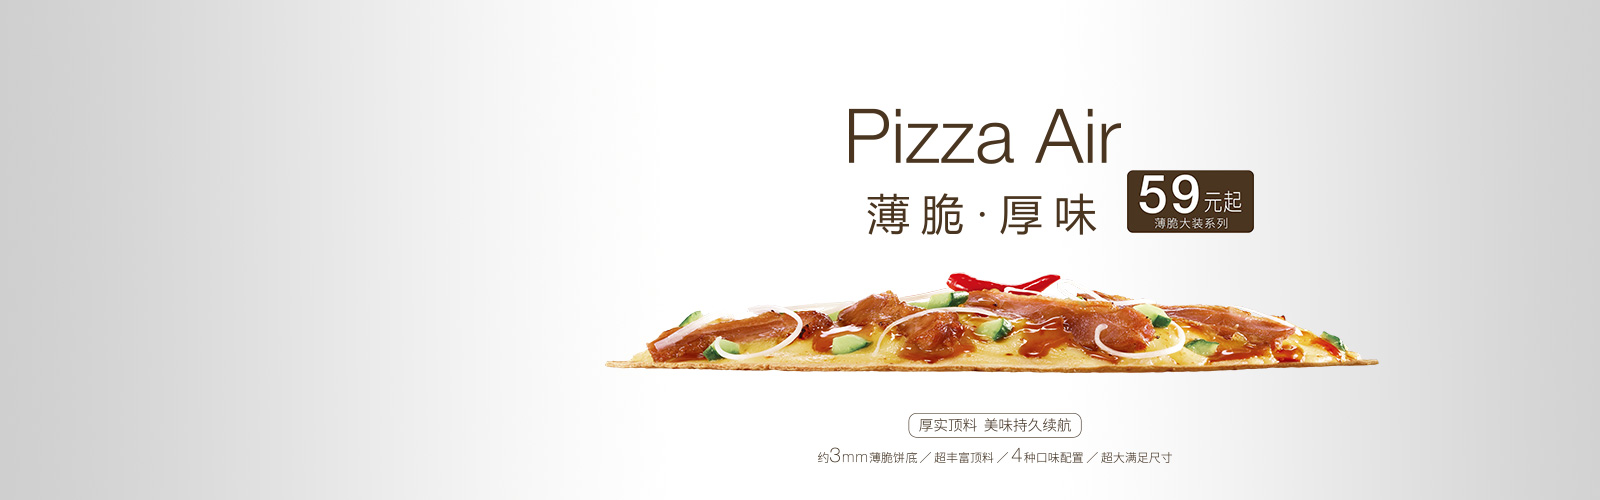 Pizza Air
薄脆·厚味
59元起
薄脆大装系列
厚实顶料 美味持久续航
约3mm薄脆饼底／超丰富顶料／4种口味配置／超大满足尺寸